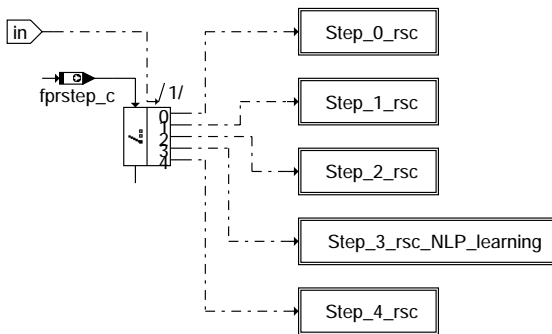 in
Step_0_rsc
/1/
fprstep_c
0
1
2
3
4
Step_1_rsc
Step_2_rsc
Step_3_rsc_NLP_learning
Step_4_rsc